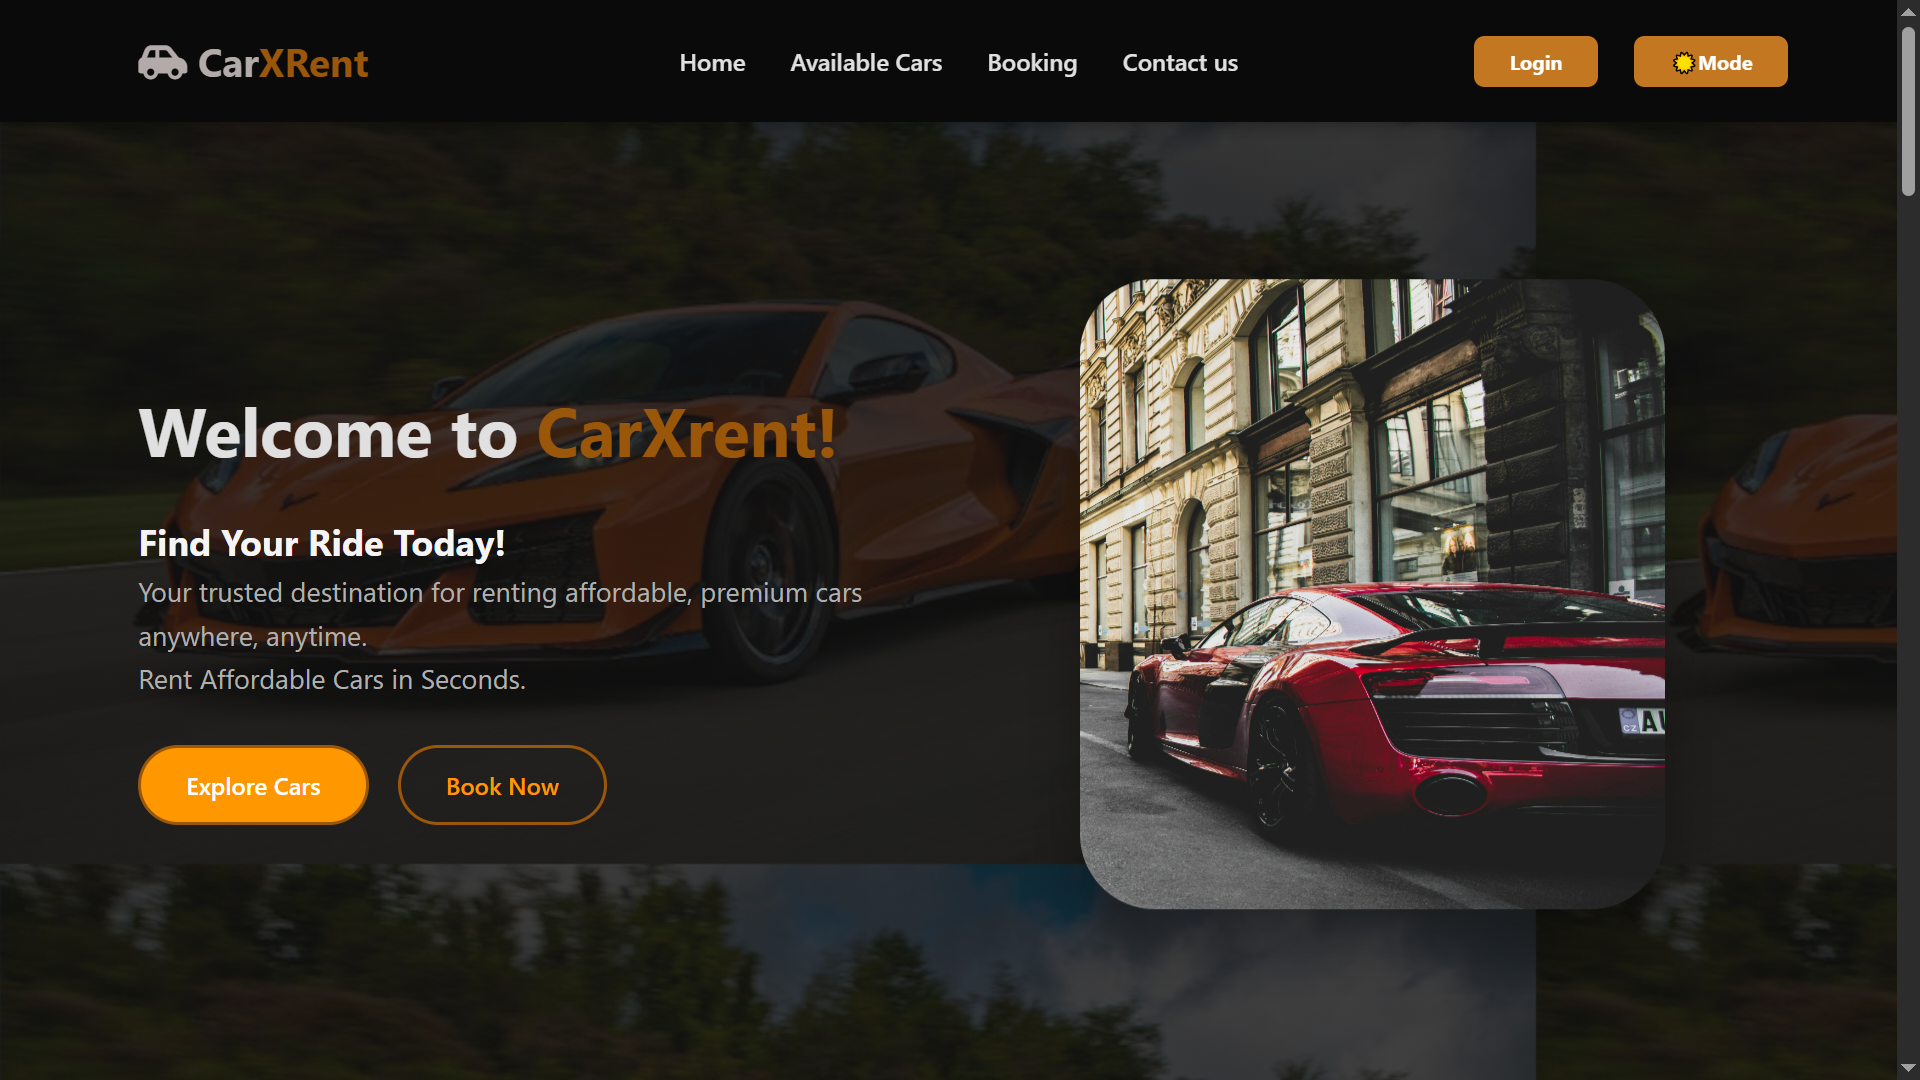 CarXRent
Home
Available Cars
Booking
Contact us
Login
Mode
Welcome to CarXrent!
Find Your Ride Today!
Your trusted destination for renting affordable, premium cars
anywhere, anytime.
Rent Affordable Cars in Seconds.
Explore Cars
Book Now
CZ